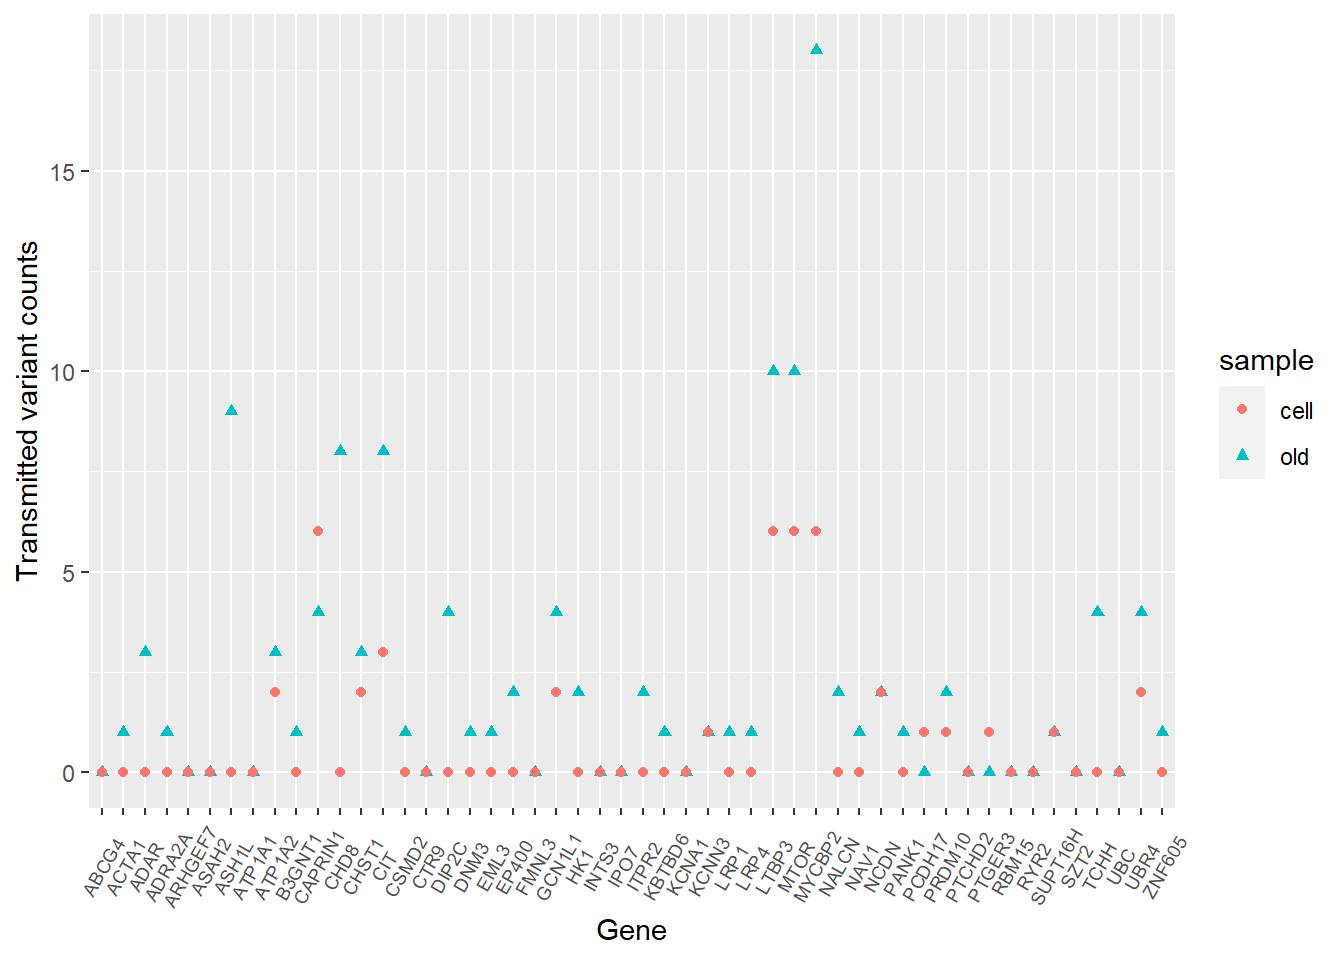 15
10
5
0
Transmitted variant counts
ABCG4
ACTA1
ADAR
ADRA2A
ARHGEF7
ASAH2
ASH1L
ATP1A1
ATP1A2
B3GNT1
CAPRIN1
CHD8
CHST1
CIT
CSMD2
CTR9
DIP2C
DNM3
EML3
EP400
FMNL3
GCN1L1
HK1
INTS3
IPO7
ITPR2
KBTBD6
KCNA1
KCNN3
LRP1
LRP4
LTBP3
MTOR
MYCBP2
NALCN
NAV1
NCDN
PANK1
PCDH17
PRDM10
PTCHD2
PTGER3
RBM15
RYR2
SUPT16H
SZT2
TCHH
UBC
UBR4
ZNF605
Gene
sample
cell
old